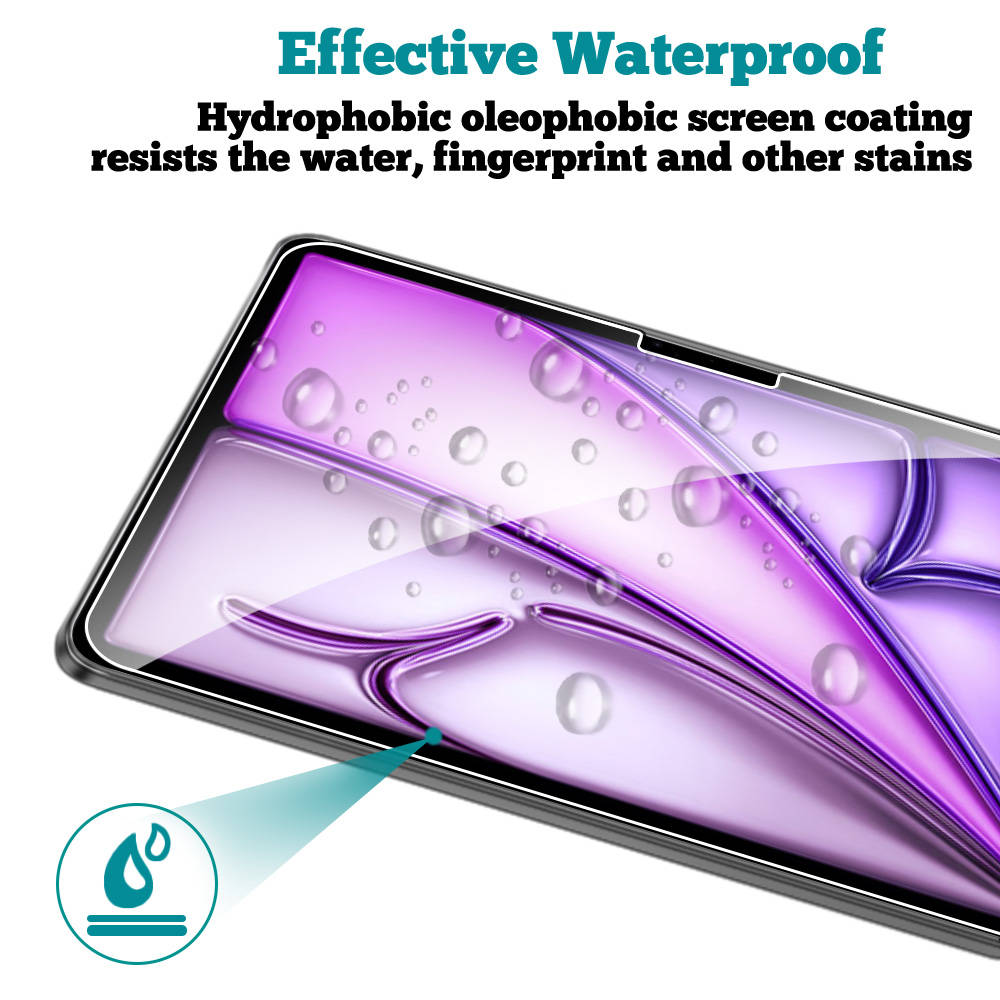 Effective Waterproof
Hydrophobic oleophobic screen coating
resists the water, fingerprint and other stains